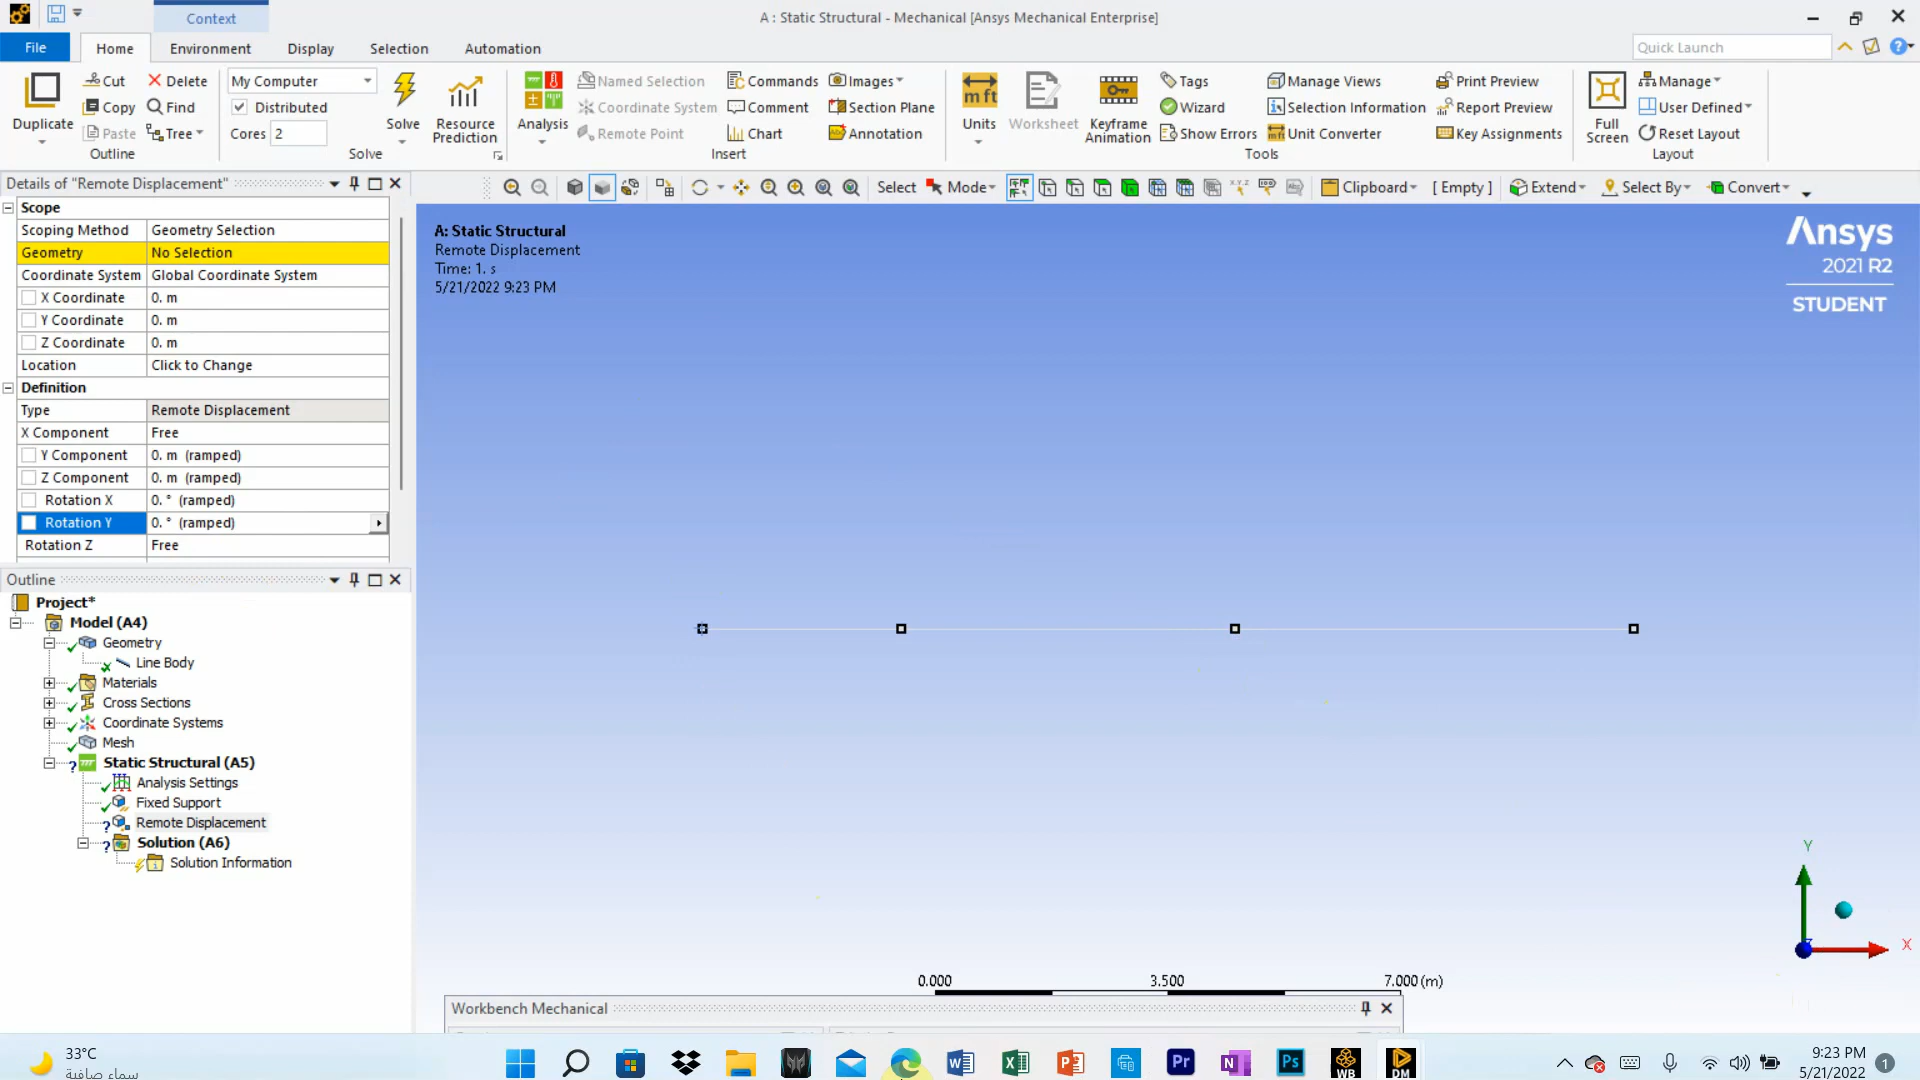 Context
A : Static Structural - Mechanical [Ansys Mechanical Enterprise]
File
Home
Environment
Display
Selection
Automation
Quick Launch
Duplicate
Cut
Copy
Paste
Delete
Find
Tree
Outline
My Computer
Distributed
Cores 2
Solve
Resource Prediction
Solve
Analysis
Named Selection
Coordinate System
Remote Point
Commands
Comment
Chart
Images
Section Plane
Annotation
Insert
Units
Worksheet
Keyframe Animation
Tags
Wizard
Show Errors
Manage Views
Selection Information
Unit Converter
Print Preview
Report Preview
Key Assignments
Tools
Full Screen
Manage
User Defined
Reset Layout
Layout
Details of "Remote Displacement"
Select
Mode
Clipboard
[ Empty ]
Extend
Select By
Convert
Scope
Scoping Method Geometry Selection
Geometry No Selection
Coordinate System Global Coordinate System
X Coordinate 0. m
Y Coordinate 0. m
Z Coordinate 0. m
Location Click to Change
Definition
Type Remote Displacement
X Component Free
Y Component 0. m (ramped)
Z Component 0. m (ramped)
Rotation X 0. ° (ramped)
Rotation Y 0. ° (ramped)
Rotation Z Free
Outline
Project*
Model (A4)
Geometry
Line Body
Materials
Cross Sections
Coordinate Systems
Mesh
Static Structural (A5)
Analysis Settings
Fixed Support
Remote Displacement
Solution (A6)
Solution Information
A: Static Structural
Remote Displacement
Time: 1. s
5/21/2022 9:23 PM
Ansys
2021 R2
STUDENT
Y
X
0.000 3.500 7.000 (m)
Workbench Mechanical
33°C
سماء صافية
WB
DM
Pr
Ps
9:23 PM
5/21/2022
1